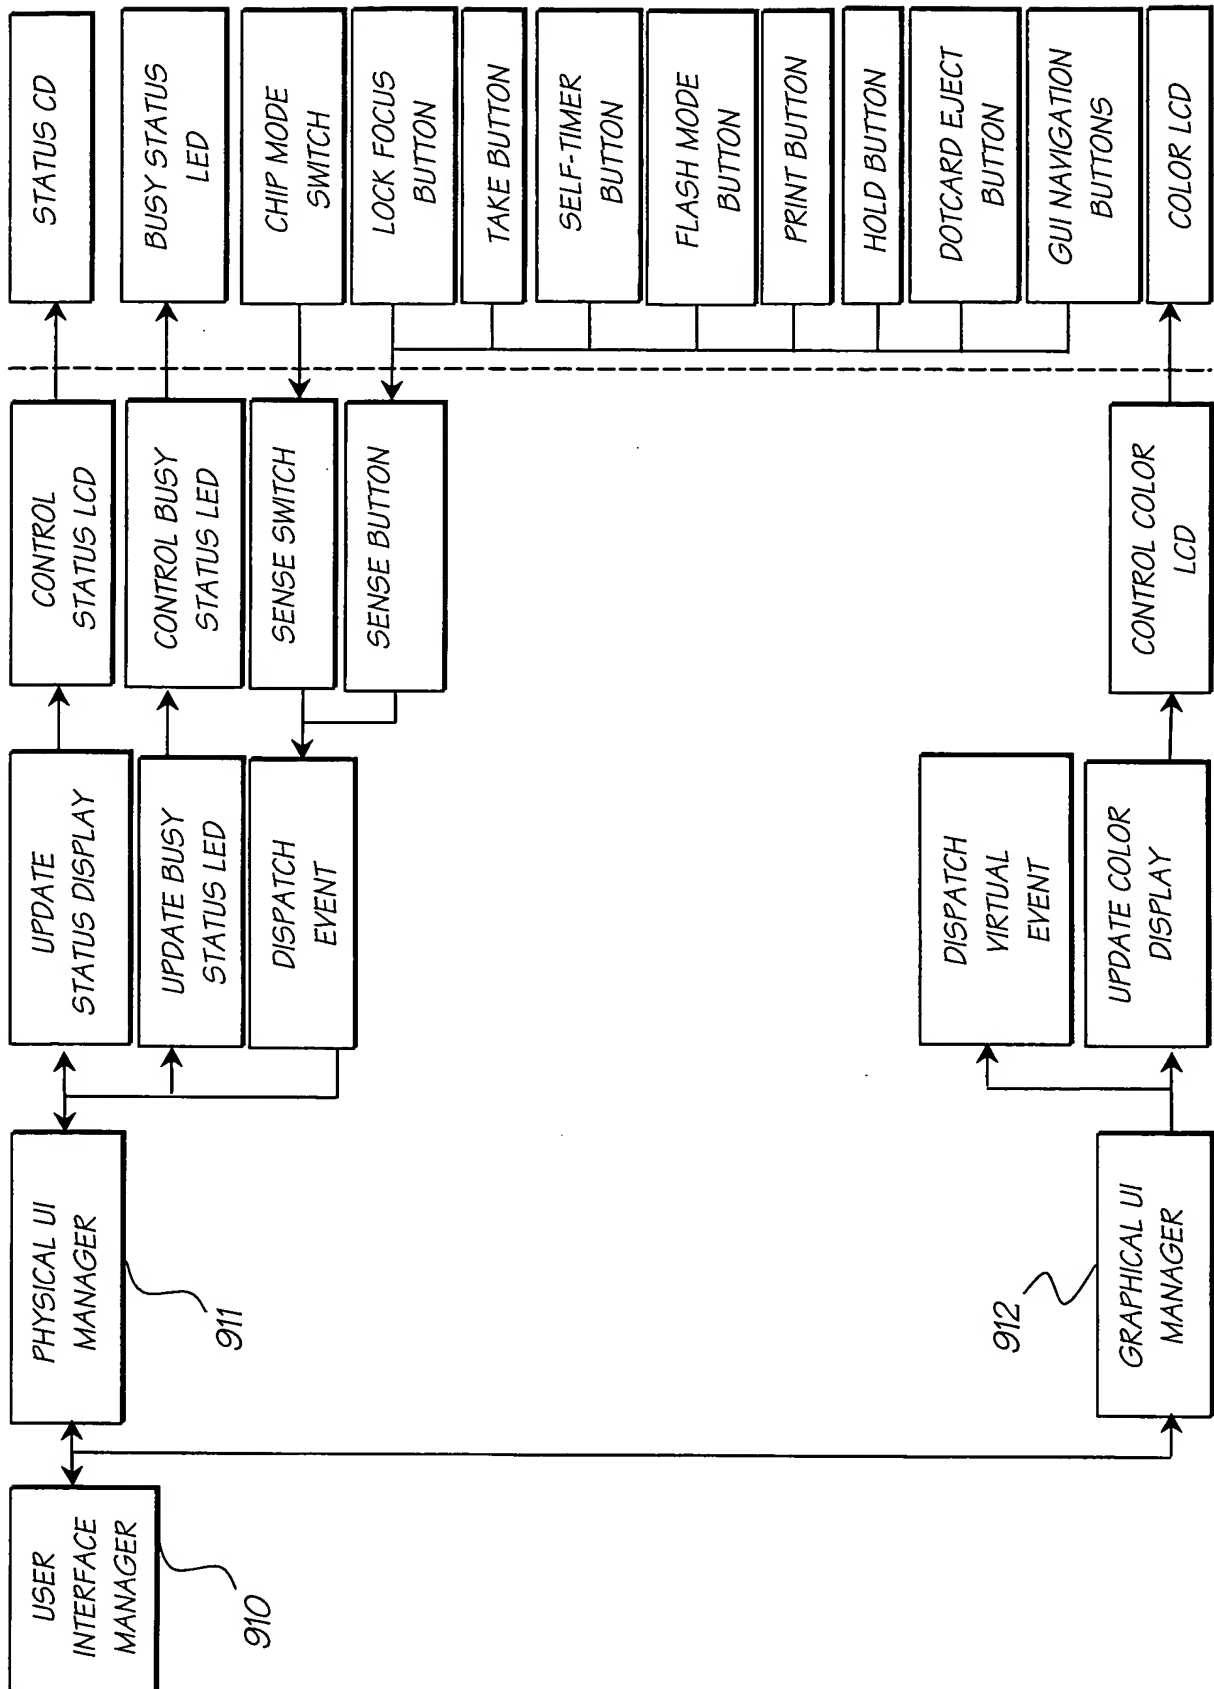 USER
INTERFACE
MANAGER
910
PHYSICAL UI
MANAGER
911
GRAPHICAL UI
MANAGER
912
UPDATE
STATUS DISPLAY
UPDATE BUSY
STATUS LED
DISPATCH
EVENT
DISPATCH
VIRTUAL
EVENT
UPDATE COLOR
DISPLAY
CONTROL
STATUS LCD
CONTROL BUSY
STATUS LED
SENSE SWITCH
SENSE BUTTON
CONTROL COLOR
LCD
STATUS CD
BUSY STATUS
LED
CHIP MODE
SWITCH
LOCK FOCUS
BUTTON
TAKE BUTTON
SELF-TIMER
BUTTON
FLASH MODE
BUTTON
PRINT BUTTON
HOLD BUTTON
DOTCARD EJECT
BUTTON
GUI NAVIGATION
BUTTONS
COLOR LCD